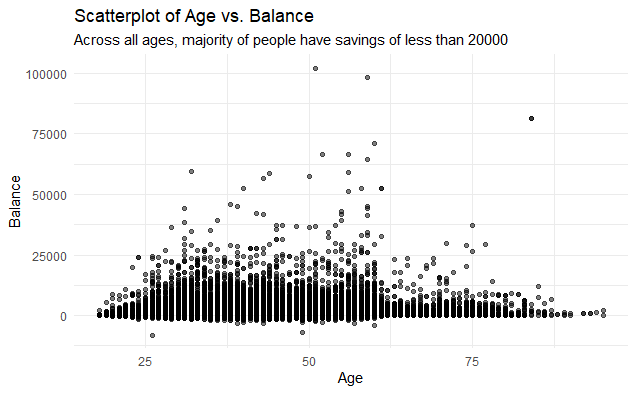 Scatterplot of Age vs. Balance
Across all ages, majority of people have savings of less than 20000
100000
75000
50000
25000
0
Balance
25 50 75
Age